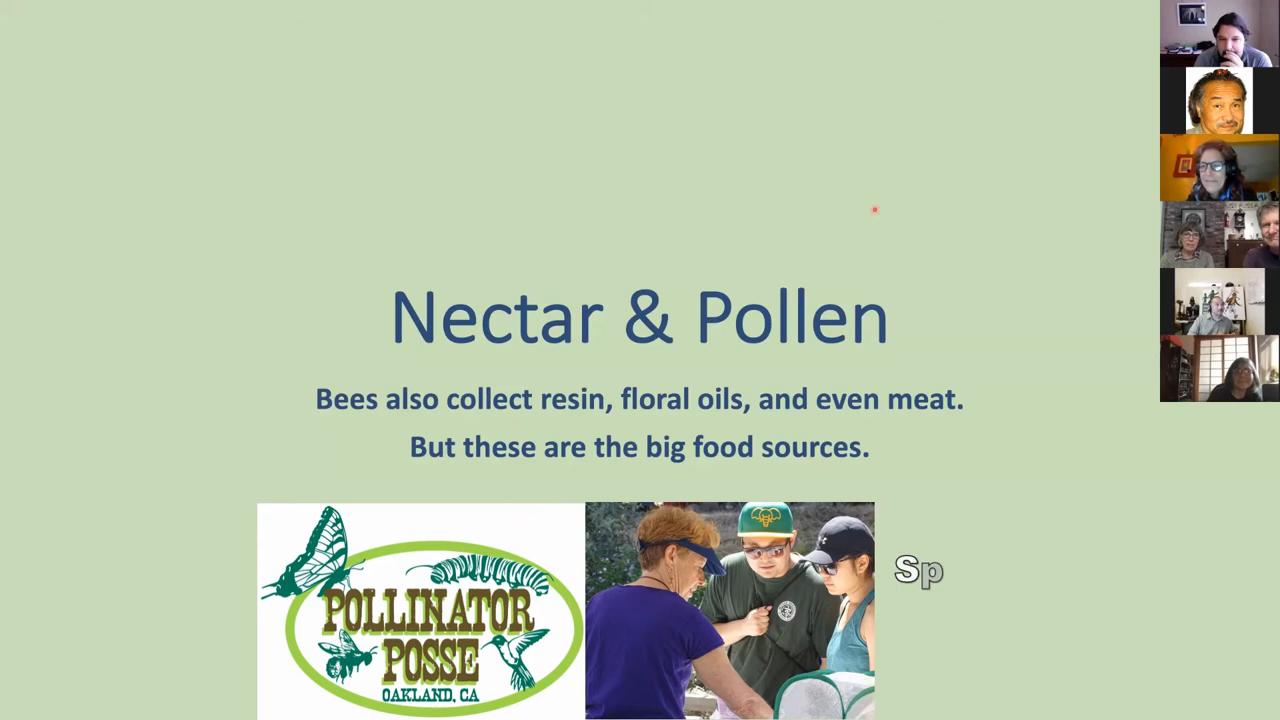 Nectar & Pollen
Bees also collect resin, floral oils, and even meat.
But these are the big food sources.
POLLINATOR
POSSE
OAKLAND, CA
Sp